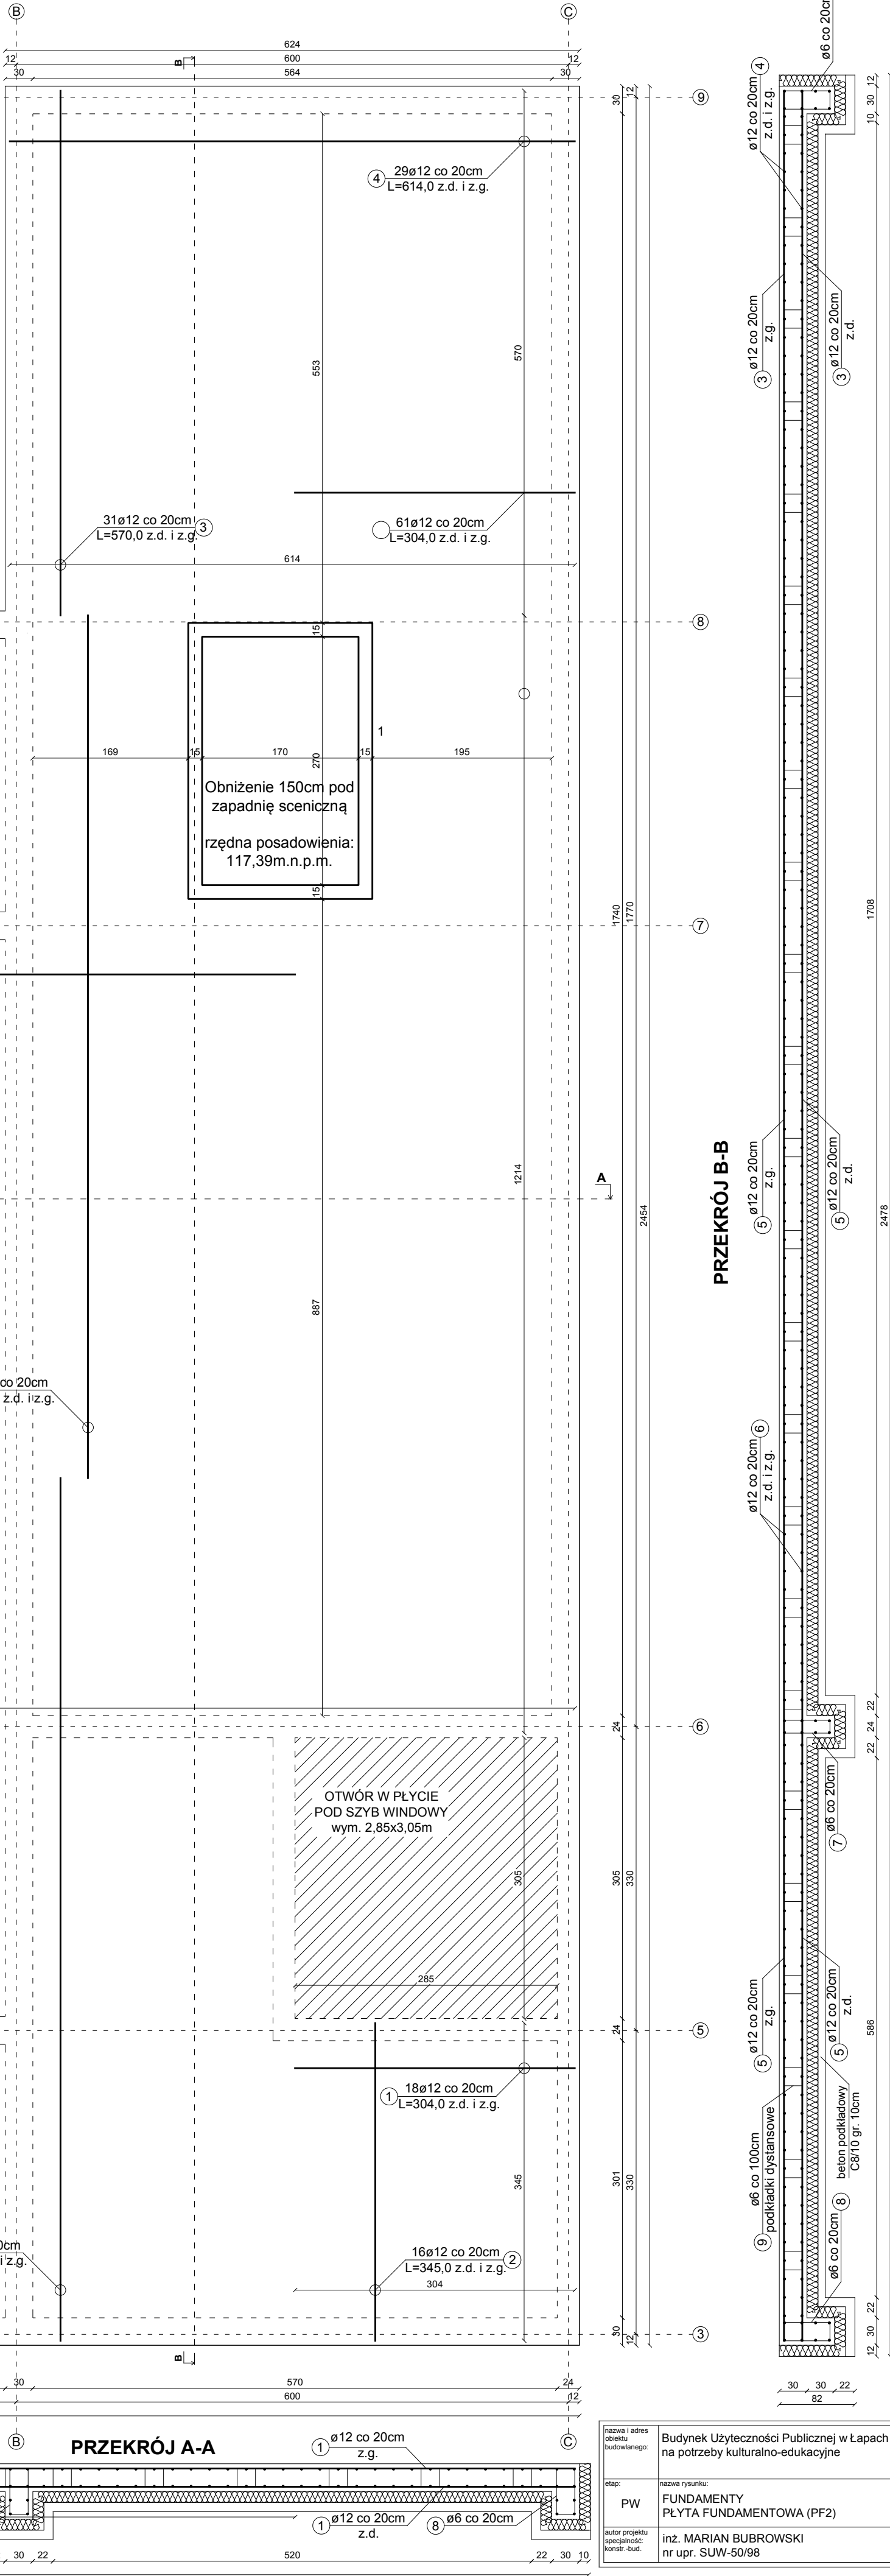 B
C
624
12
600
12
B
30
564
30
9
29ø12 co 20cm
4
L=614,0 z.d. i z.g.
553
570
31ø12 co 20cm
3
L=570,0 z.d. i z.g.
61ø12 co 20cm
L=304,0 z.d. i z.g.
614
8
15
1
169
15
170
15
195
270
Obniżenie 150cm pod
zapadnię sceniczną
rzędna posadowienia:
117,39m.n.p.m.
15
7
30
12
1740
1770
2454
A
1214
887
co 20cm
z.d. i z.g.
6
24
OTWÓR W PŁYCIE
POD SZYB WINDOWY
wym. 2,85x3,05m
305
305
330
285
5
24
18ø12 co 20cm
1
L=304,0 z.d. i z.g.
345
301
330
0cm
i z.g.
16ø12 co 20cm
2
L=345,0 z.d. i z.g.
304
30
12
3
B
30
570
24
600
12
B
C
PRZEKRÓJ A-A
1
ø12 co 20cm
z.g.
1
ø12 co 20cm
z.d.
8
ø6 co 20cm
30
22
520
22
30
10
PRZEKRÓJ B-B
ø6 co 20cm
4
ø12 co 20cm
z.d. i z.g.
12
30
10
3
ø12 co 20cm
z.g.
3
ø12 co 20cm
z.d.
1708
5
ø12 co 20cm
z.g.
5
ø12 co 20cm
z.d.
2478
6
ø12 co 20cm
z.d. i z.g.
22
24
22
7
ø6 co 20cm
5
ø12 co 20cm
z.g.
5
ø12 co 20cm
z.d.
586
9
ø6 co 100cm
podkładki dystansowe
beton podkładowy
C8/10 gr. 10cm
8
ø6 co 20cm
22
30
12
30
30
22
82
nazwa i adres
obiektu
budowlanego:
Budynek Użyteczności Publicznej w Łapach
na potrzeby kulturalno-edukacyjne
etap:
PW
nazwa rysunku:
FUNDAMENTY
PŁYTA FUNDAMENTOWA (PF2)
autor projektu
specjalność:
konstr.-bud.
inż. MARIAN BUBROWSKI
nr upr. SUW-50/98